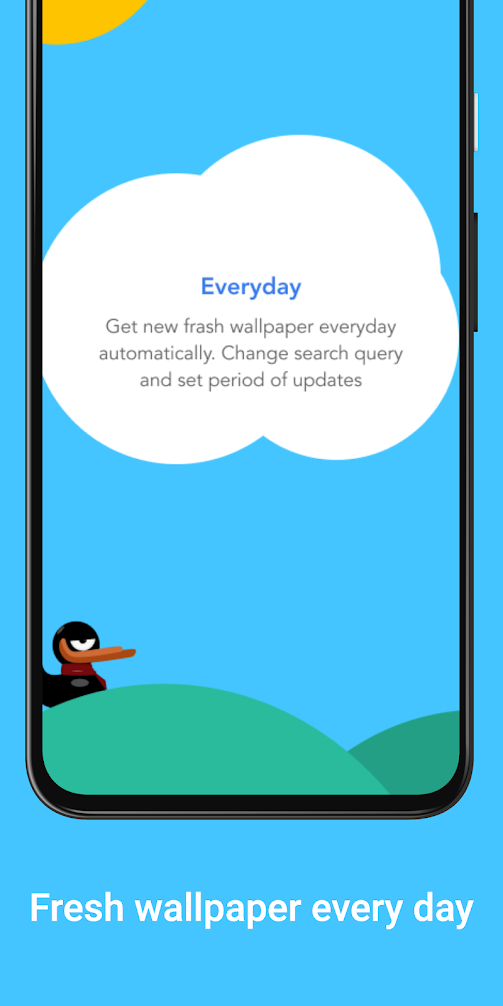 Everyday
Get new frash wallpaper everyday
automatically. Change search query
and set period of updates
Fresh wallpaper every day